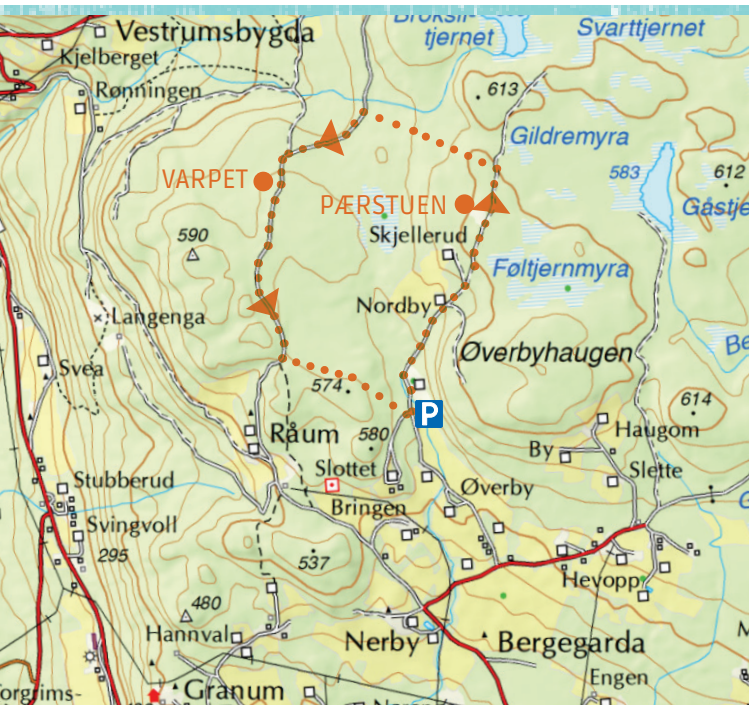 Vestrumsbygda
tjernet
Svarttjernet
Kjelberget
Rønningen
613
Gildremyra
VARPET
583
612
PÆRSTUEN
590
Skjellerud
Føltjernmyra
Nordby
Langenga
Øverbyhaugen
Svea
574
614
P
Råum
580
Haugom
By
Slottet
Slette
Stubberud
Øverby
Bringen
Svingvoll
295
537
Hevopp
480
Hannval
Nerby
Bergegarda
Engen
Granum